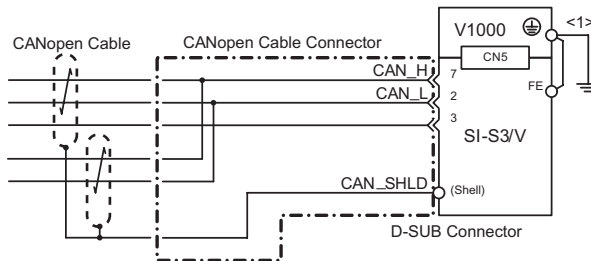 CANopen Cable
CANopen Cable Connector
V1000
<1>
CN5
CAN_H
7
FE
CAN_L
2
3
SI-S3/V
CAN_SHLD
(Shell)
D-SUB Connector